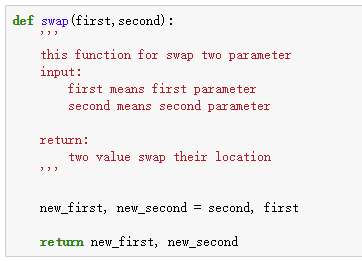 def swap(first,second):
    '''
    this function for swap two parameter
    input:
        first means first parameter
        second means second parameter

    return:
        two value swap their location
    '''

    new_first, new_second = second, first

    return new_first, new_second